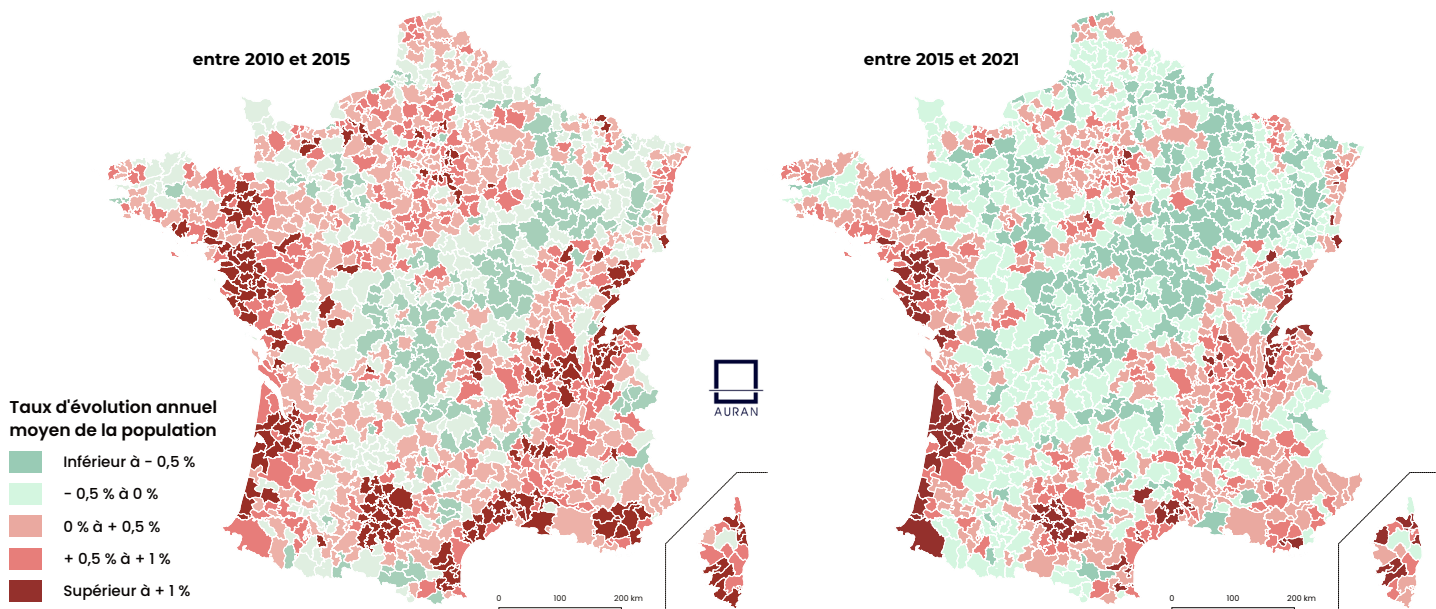 entre 2010 et 2015
entre 2015 et 2021
AURAN
Taux d'évolution annuel
moyen de la population
Inférieur à - 0,5 %
- 0,5 % à 0 %
0 % à + 0,5 %
+ 0,5 % à + 1 %
Supérieur à + 1 %
0 100 200 km
0 100 200 km